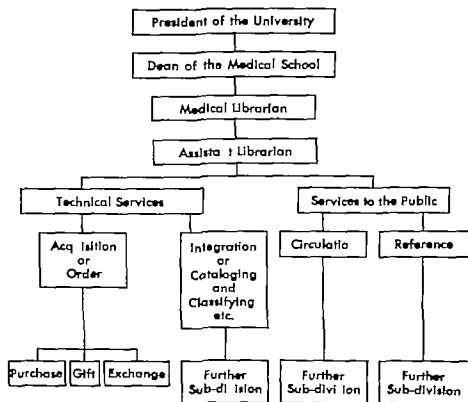 President of the University
Dean of the Medical School
Medical Librarian
Assista t Librarian
Technical Services
Services to the Public
Acq isition
or
Order
Integration
or
Cataloging
and
Classifying
etc.
Circulatio
Reference
Purchase
Gift
Exchange
Further
Sub-di ision
Further
Sub-divi ion
Further
Sub-division